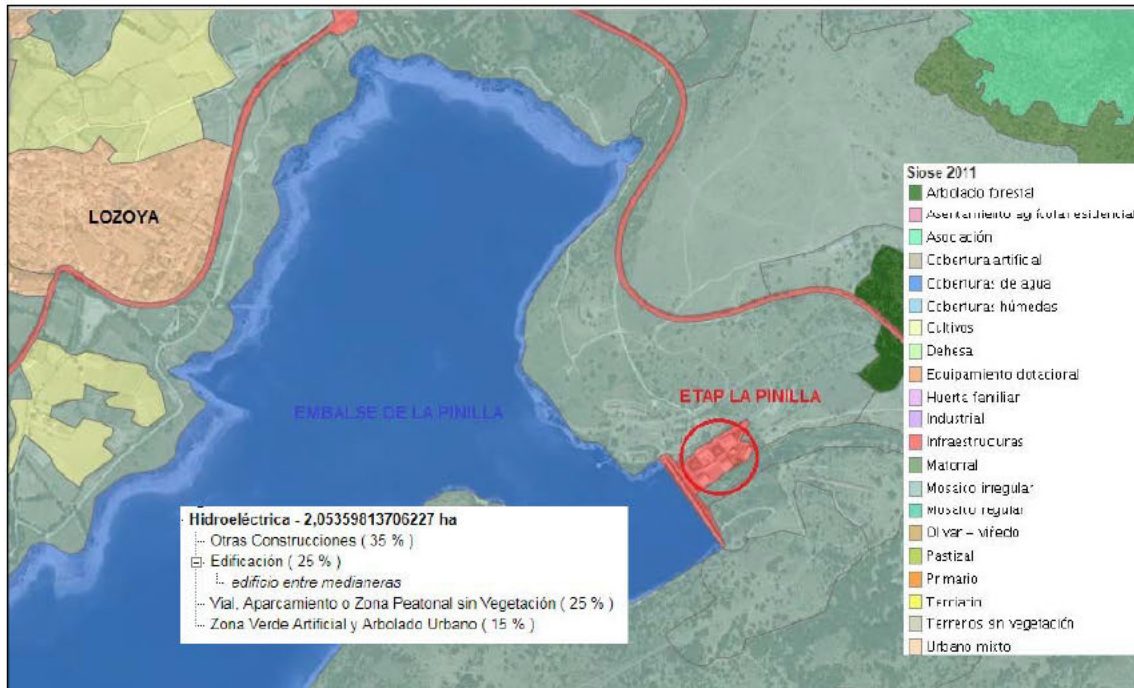 LOZOYA
EMBALSE DE LA PINILLA
ETAP LA PINILLA
Hidroeléctrica - 2,05359813706227 ha
Otras Construcciones ( 35 % )
Edificación ( 25 % )
edificio entre medianeras
Vial, Aparcamiento o Zona Peatonal sin Vegetación ( 25 % )
Zona Verde Artificial y Arbolado Urbano ( 15 % )
Siose 2011
Arbolado forestal
Asentamiento agrícola residencial
Asociación
Cobertura artificial
Coberturas de agua
Coberturas húmedas
Cultivos
Dehesa
Equipamiento dotacional
Huerta familiar
Industrial
Infraestructuras
Matorral
Mosaico irregular
Mosaico regular
Olivar – viñedo
Pastizal
Primario
Terciario
Terrenos sin vegetación
Urbano mixto